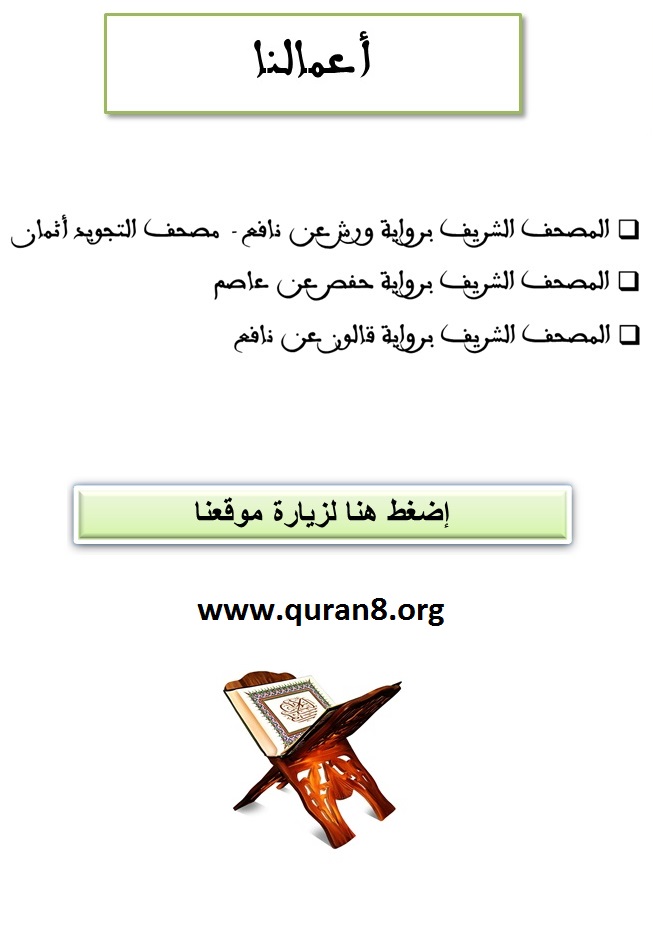 أعمالنا
❑ المصحف الشريف برواية ورش عن نافع - مصحف التجويد أثمان
❑ المصحف الشريف برواية حفص عن عاصم
❑ المصحف الشريف برواية قالون عن نافع
إضغط هنا لزيارة موقعنا
www.quran8.org